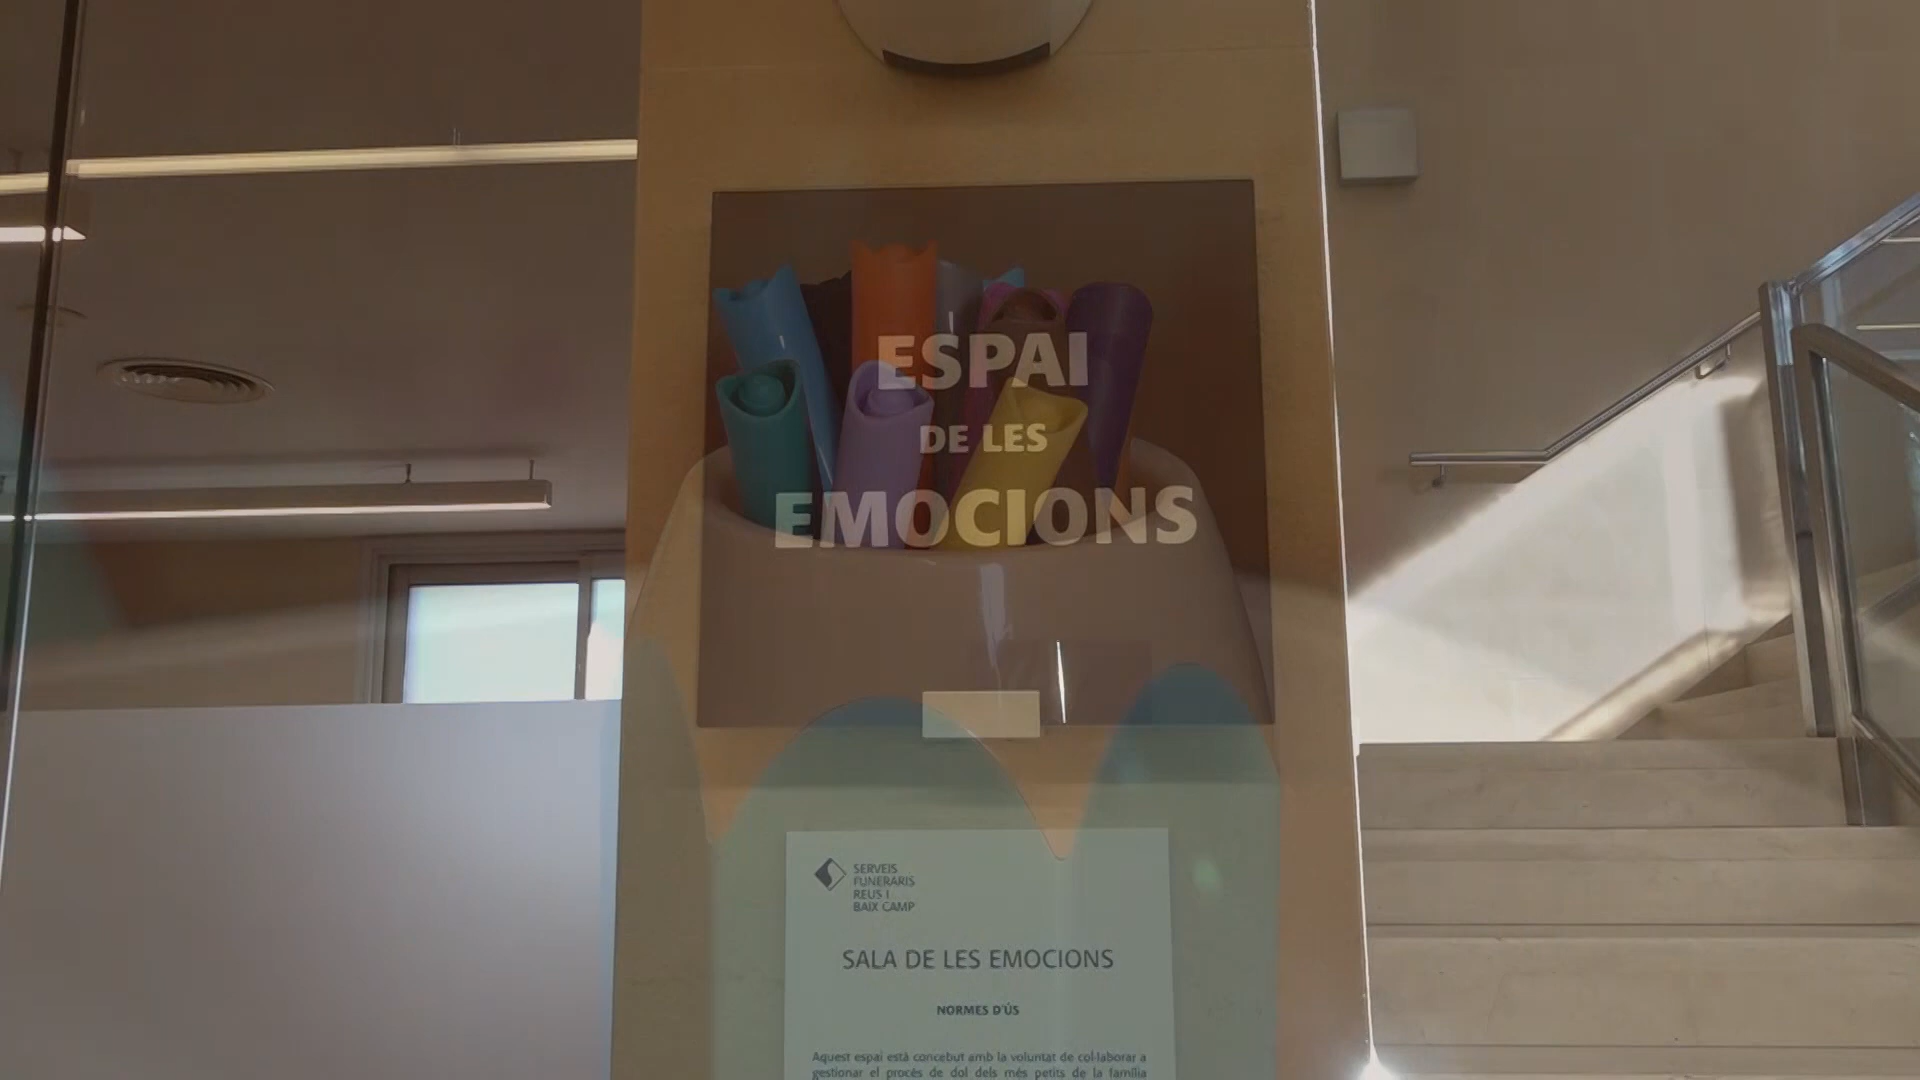 ESPAI
DE LES
EMOCIONS
SERVEIS
FUNERARIS
REUS I
BAIX CAMP
SALA DE LES EMOCIONS
NORMES D'ÚS
Aquest espai està concebut amb la voluntat de col·laborar a
gestionar el procés de dol dels més petits de la família